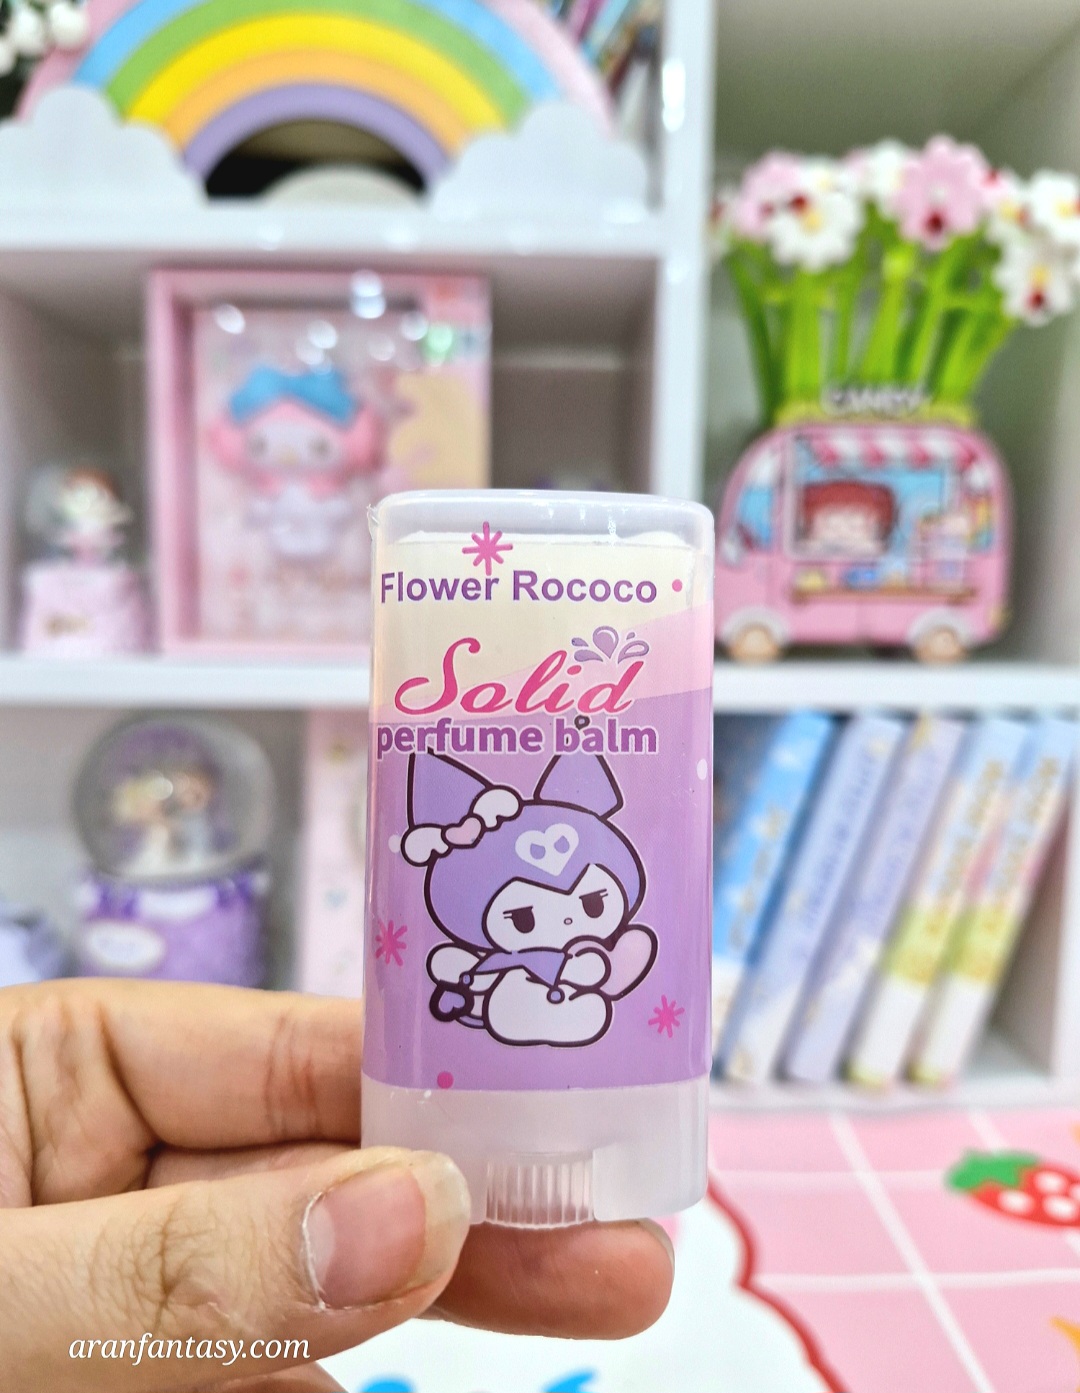 CANDY
Flower Rococo
Solid
perfume balm
aranfantasy.com